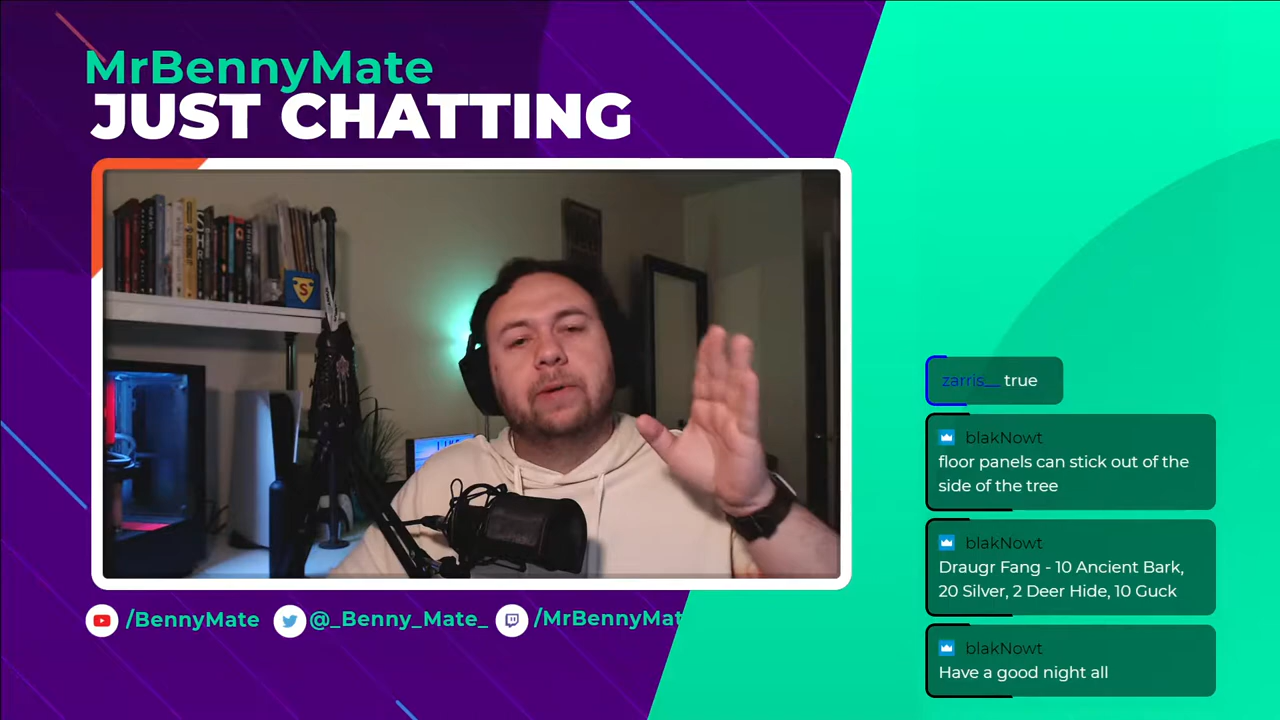 MrBennyMate
JUST CHATTING
S
/BennyMate
@_Benny_Mate_
/MrBennyMat
zarris__ true
blakNowt
floor panels can stick out of the
side of the tree
blakNowt
Draugr Fang - 10 Ancient Bark,
20 Silver, 2 Deer Hide, 10 Guck
blakNowt
Have a good night all